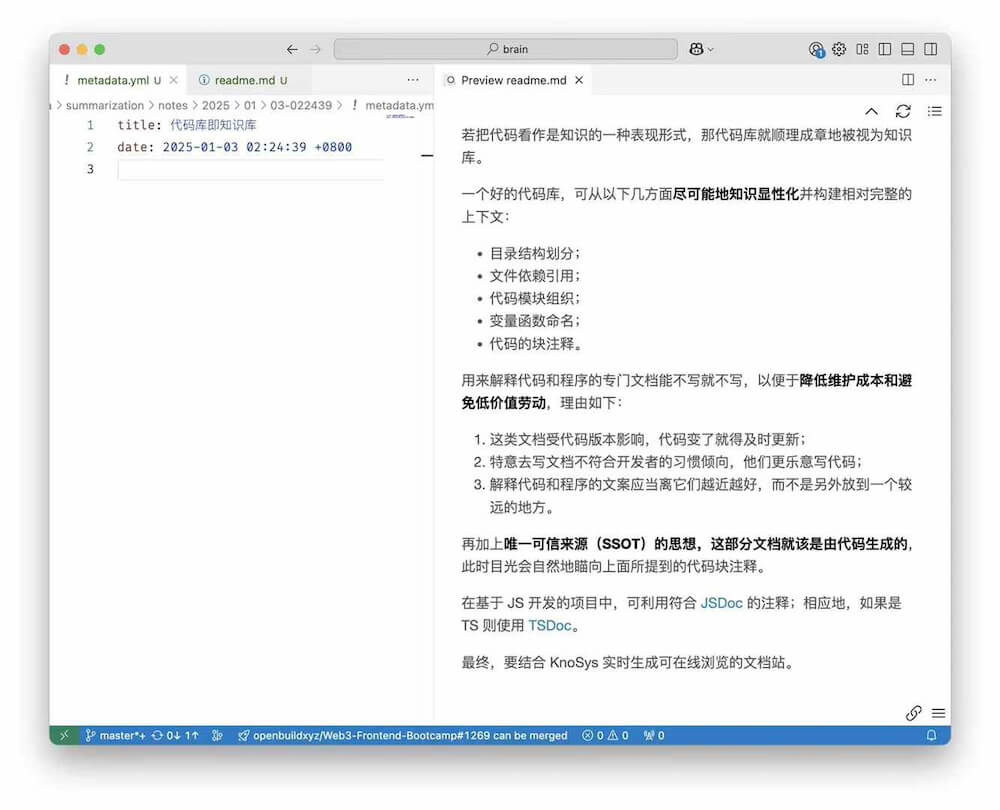 brain
metadata.yml U
readme.md U
Preview readme.md
summarization > notes > 2025 > 01 > 03-022439 > ! metadata.ym
1 title: 代码库即知识库
2 date: 2025-01-03 02:24:39 +0800
3
若把代码看作是知识的一种表现形式，那代码库就顺理成章地被视为知识
库。
一个好的代码库，可从以下几方面尽可能地知识显性化并构建相对完整的
上下文：
• 目录结构划分；
• 文件依赖引用；
• 代码模块组织；
• 变量函数命名；
• 代码的块注释。
用来解释代码和程序的专门文档能不写就不写，以便于降低维护成本和避
免低价值劳动，理由如下：
1. 这类文档受代码版本影响，代码变了就得及时更新；
2. 特意去写文档不符合开发者的习惯倾向，他们更乐意写代码；
3. 解释代码和程序的文案应当离它们越近越好，而不是另外放到一个较
远的地方。
再加上唯一可信来源（SSOT）的思想，这部分文档就该是由代码生成的，
此时目光会自然地瞄向上面所提到的代码块注释。
在基于 JS 开发的项目中，可利用符合 JSDoc 的注释；相应地，如果是
TS 则使用 TSDoc。
最终，要结合 KnoSys 实时生成可在线浏览的文档站。
master*+ 0↓ 1↑ openbuildxyz/Web3-Frontend-Bootcamp#1269 can be merged 0 0 0